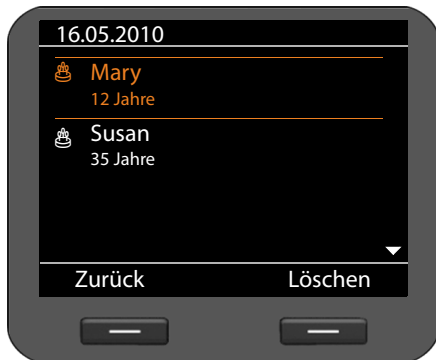 16.05.2010
Mary
12 Jahre
Susan
35 Jahre
Zurück Löschen